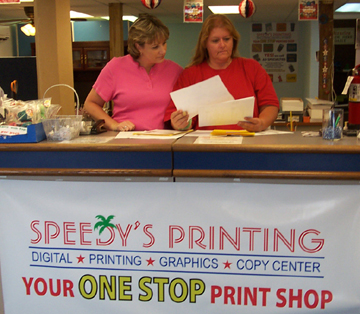 SPEEDY'S PRINTING
DIGITAL ★ PRINTING ★ GRAPHICS ★ COPY CENTER
YOUR ONE STOP PRINT SHOP